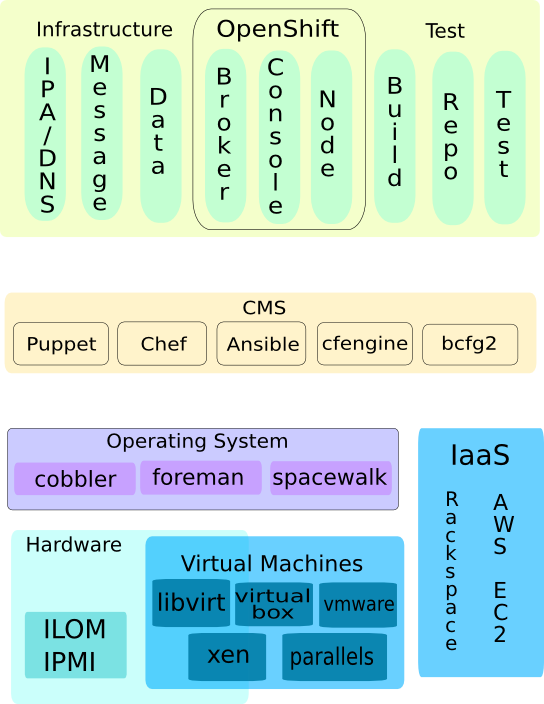 Infrastructure
OpenShift
Test
IPA/DNS
Message
Data
Broker
Console
Node
Build
Repo
Test
CMS
Puppet
Chef
Ansible
cfengine
bcfg2
Operating System
cobbler
foreman
spacewalk
IaaS
Rackspace
AWS EC2
Hardware
ILOM
IPMI
Virtual Machines
libvirt
virtual
box
vmware
xen
parallels